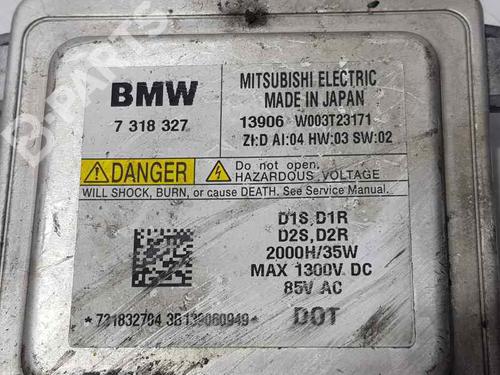 BMW
7 318 327
MITSUBISHI ELECTRIC
MADE IN JAPAN
13906 W003T23171
ZI:D AI:04 HW:03 SW:02
DANGER
Do not open.
HAZARDOUS VOLTAGE
WILL SHOCK, BURN, or cause DEATH. See Service Manual.
D1S,D1R
D2S,D2R
2000H/35W
MAX 1300V DC
85V AC
DOT
B-PARTS